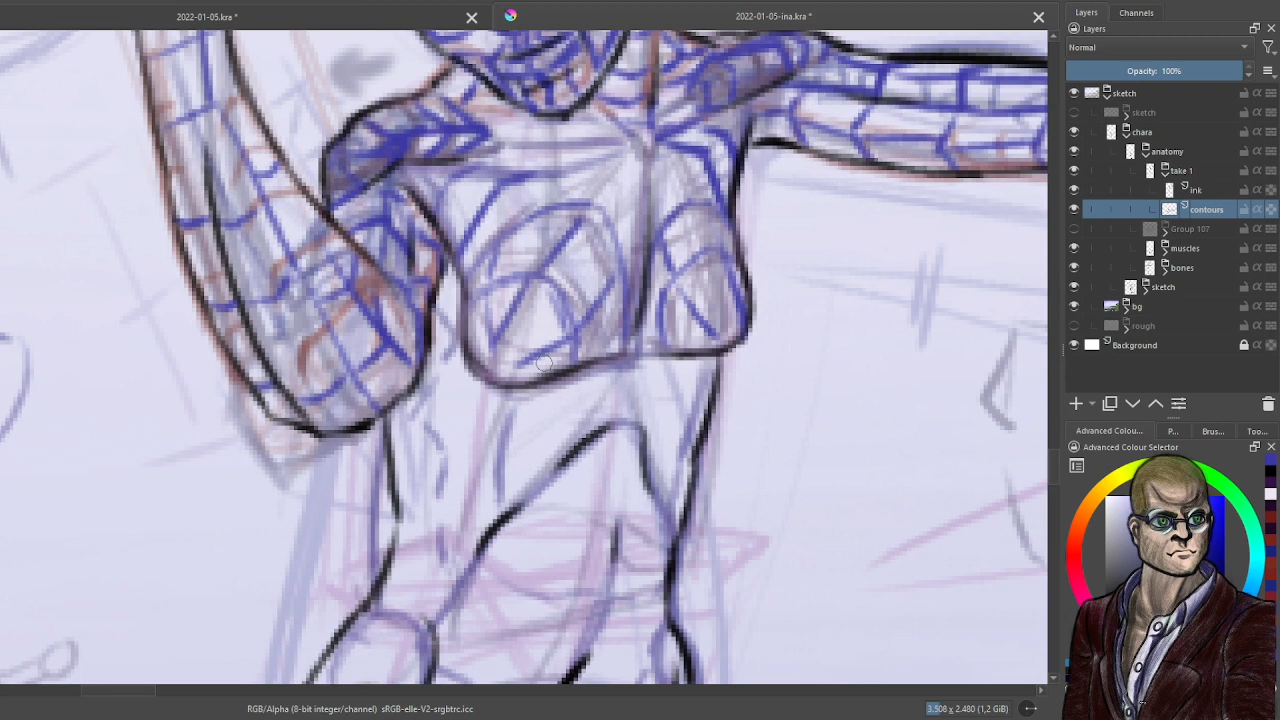 2022-01-05.kra *
2022-01-05-ina.kra *
Layers
Channels
Layers
Normal
Opacity: 100%
sketch
sketch
chara
anatomy
take 1
ink
contours
Group 107
muscles
bones
sketch
bg
rough
Background
Advanced Colou...
P...
Brus...
Too...
Advanced Colour Selector
RGB/Alpha (8-bit integer/channel) sRGB-elle-V2-srgbtrc.icc
3.508 x 2.480 (1,2 GiB)